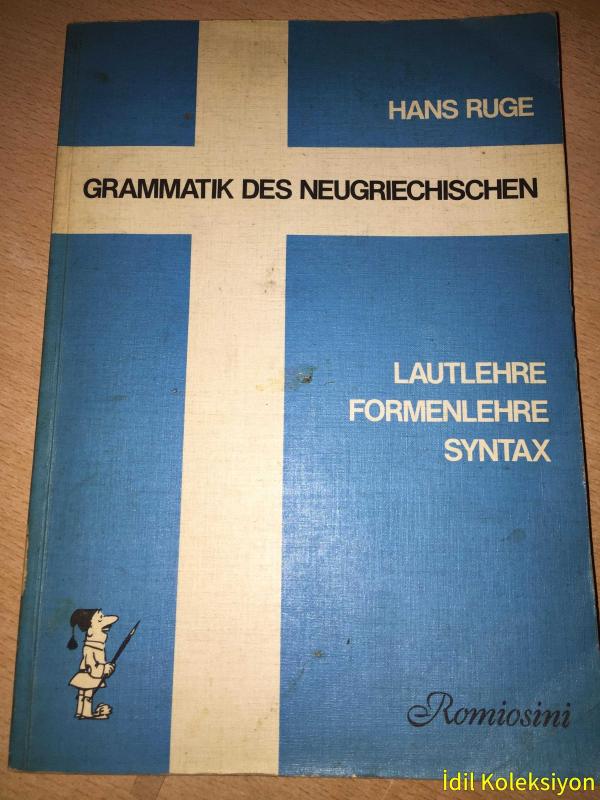 HANS RUGE
GRAMMATIK DES NEUGRIECHISCHEN
LAUTLEHRE
FORMENLEHRE
SYNTAX
Romiosini
İdil Koleksiyon